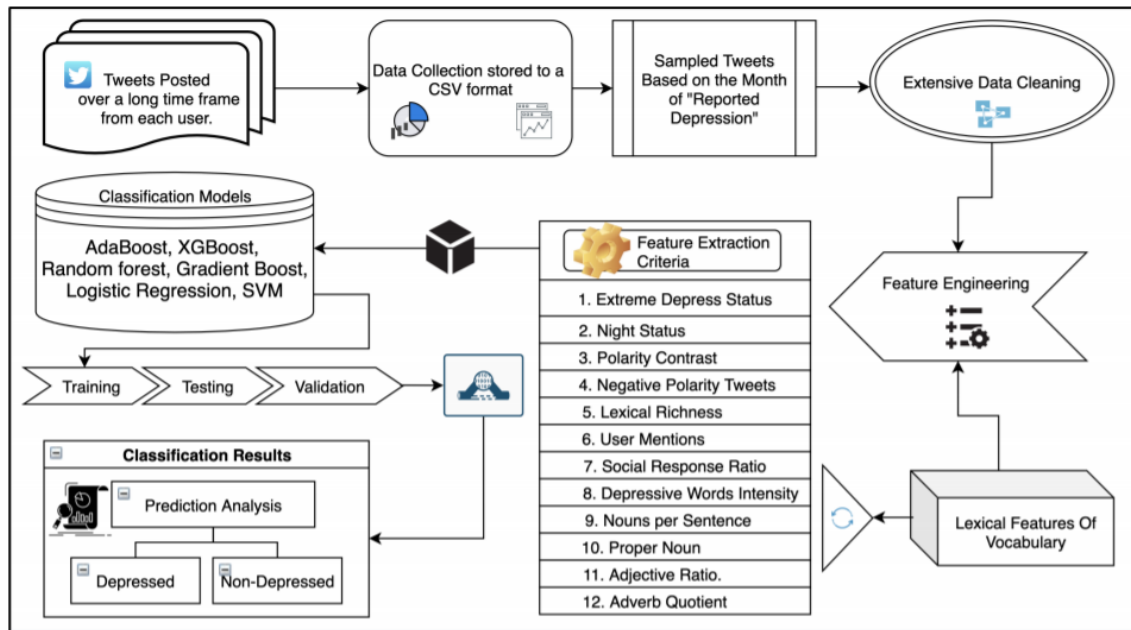 Tweets Posted
over a long time frame
from each user.
Data Collection stored to a
CSV format
Sampled Tweets
Based on the Month
of "Reported
Depression"
Extensive Data Cleaning
Classification Models
AdaBoost, XGBoost,
Random forest, Gradient Boost,
Logistic Regression, SVM
Feature Extraction
Criteria
1. Extreme Depress Status
2. Night Status
3. Polarity Contrast
4. Negative Polarity Tweets
5. Lexical Richness
6. User Mentions
7. Social Response Ratio
8. Depressive Words Intensity
9. Nouns per Sentence
10. Proper Noun
11. Adjective Ratio.
12. Adverb Quotient
Feature Engineering
Lexical Features Of
Vocabulary
Training
Testing
Validation
Classification Results
Prediction Analysis
Depressed
Non-Depressed